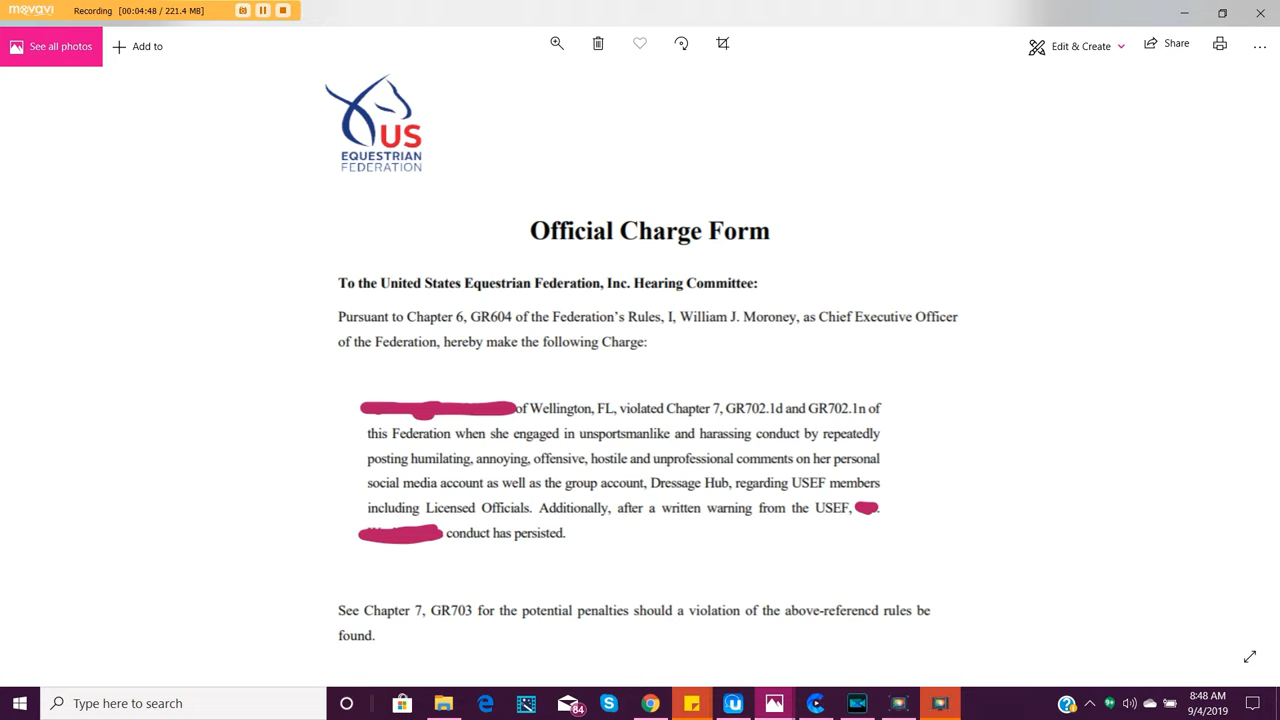 movavi Recording [00:04:48 / 221.4 MB]
See all photos Add to Edit & Create Share
US
EQUESTRIAN
FEDERATION
Official Charge Form
To the United States Equestrian Federation, Inc. Hearing Committee:
Pursuant to Chapter 6, GR604 of the Federation's Rules, I, William J. Moroney, as Chief Executive Officer
of the Federation, hereby make the following Charge:
of Wellington, FL, violated Chapter 7, GR702.1d and GR702.1n of
this Federation when she engaged in unsportsmanlike and harassing conduct by repeatedly
posting humilating, annoying, offensive, hostile and unprofessional comments on her personal
social media account as well as the group account, Dressage Hub, regarding USEF members
including Licensed Officials. Additionally, after a written warning from the USEF, .
conduct has persisted.
See Chapter 7, GR703 for the potential penalties should a violation of the above-referencd rules be
found.
Type here to search 84 8:48 AM
9/4/2019